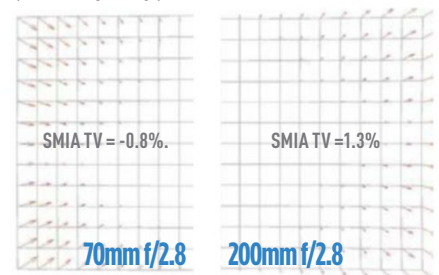 SMIA TV = -0.8%.
SMIA TV =1.3%
70mm f/2.8
200mm f/2.8